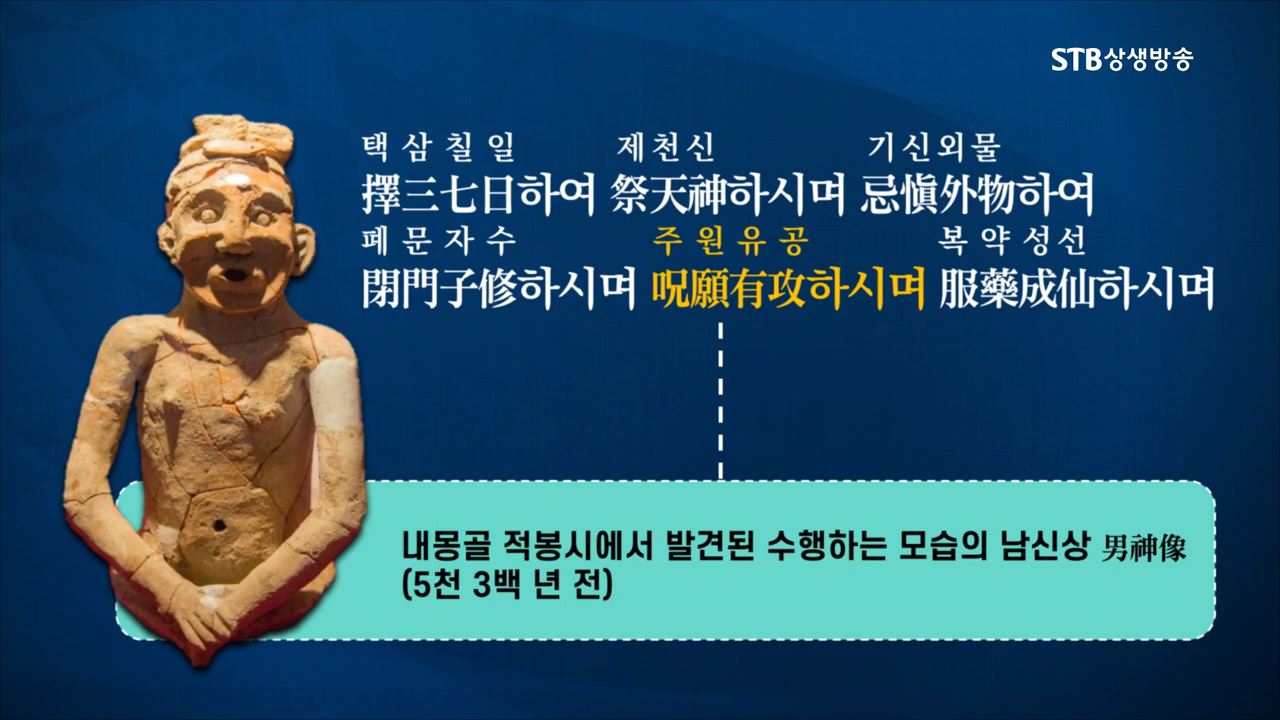 STB상생방송
택삼칠일 제천신 기신외물
擇三七日하여 祭天神하시며 忌愼外物하여
폐문자수 주원유공 복약성선
閉門子修하시며 呪願有攻하시며 服藥成仙하시며
내몽골 적봉시에서 발견된 수행하는 모습의 남신상 男神像
(5천 3백 년 전)